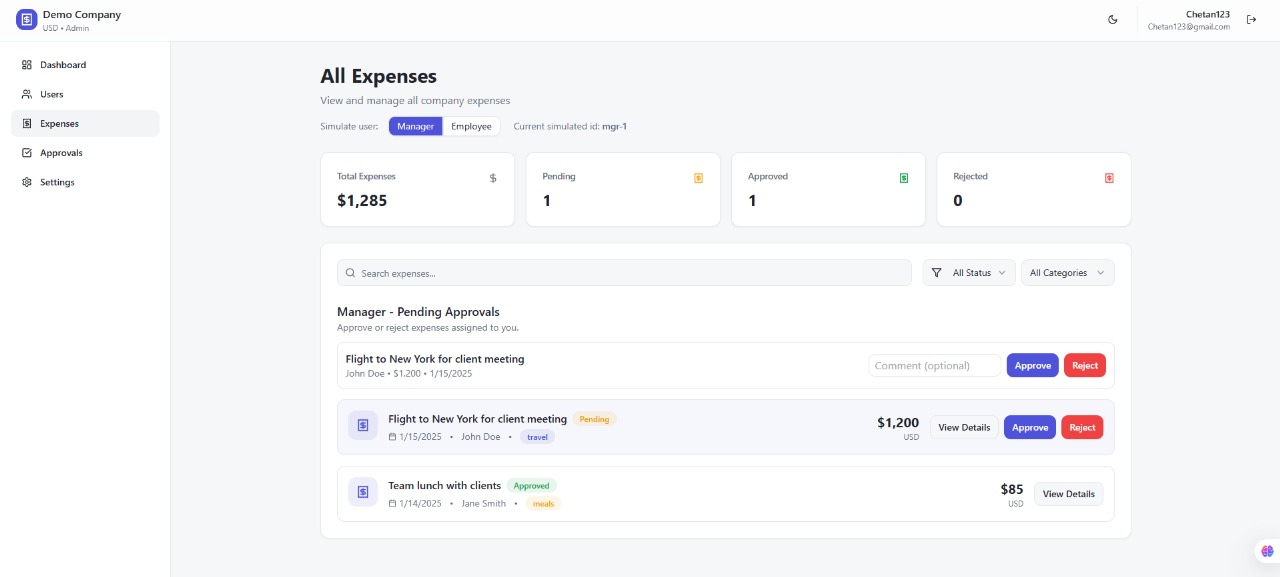 Demo Company
USD • Admin
Chetan123
Chetan123@gmail.com
Dashboard
Users
Expenses
Approvals
Settings
All Expenses
View and manage all company expenses
Simulate user: Manager Employee Current simulated id: mgr-1
Total Expenses $
$1,285
Pending
1
Approved
1
Rejected
0
Search expenses...
All Status
All Categories
Manager - Pending Approvals
Approve or reject expenses assigned to you.
Flight to New York for client meeting
John Doe • $1,200 • 1/15/2025
Comment (optional) Approve Reject
Flight to New York for client meeting Pending
1/15/2025 • John Doe • travel
$1,200
USD
View Details Approve Reject
Team lunch with clients Approved
1/14/2025 • Jane Smith • meals
$85
USD
View Details